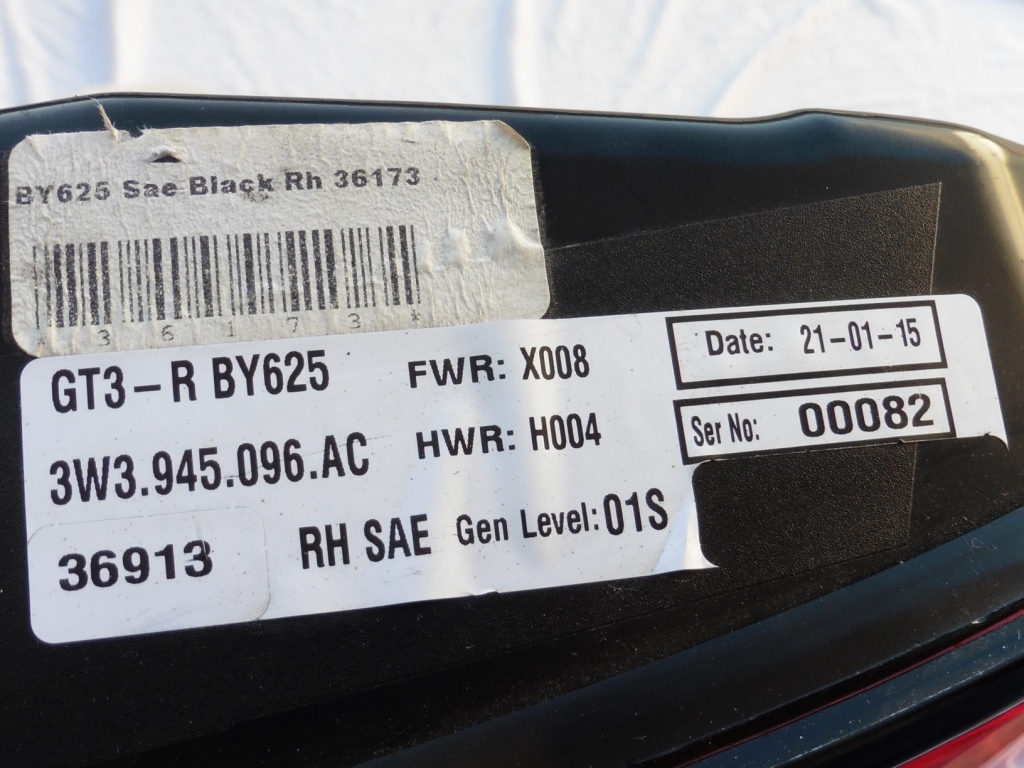 BY625 Sae Black Rh 36173
* 3 6 1 7 3 *
GT3-R BY625 FWR: X008 Date: 21-01-15
3W3.945.096.AC HWR: H004 Ser No: 00082
36913 RH SAE Gen Level: 01S